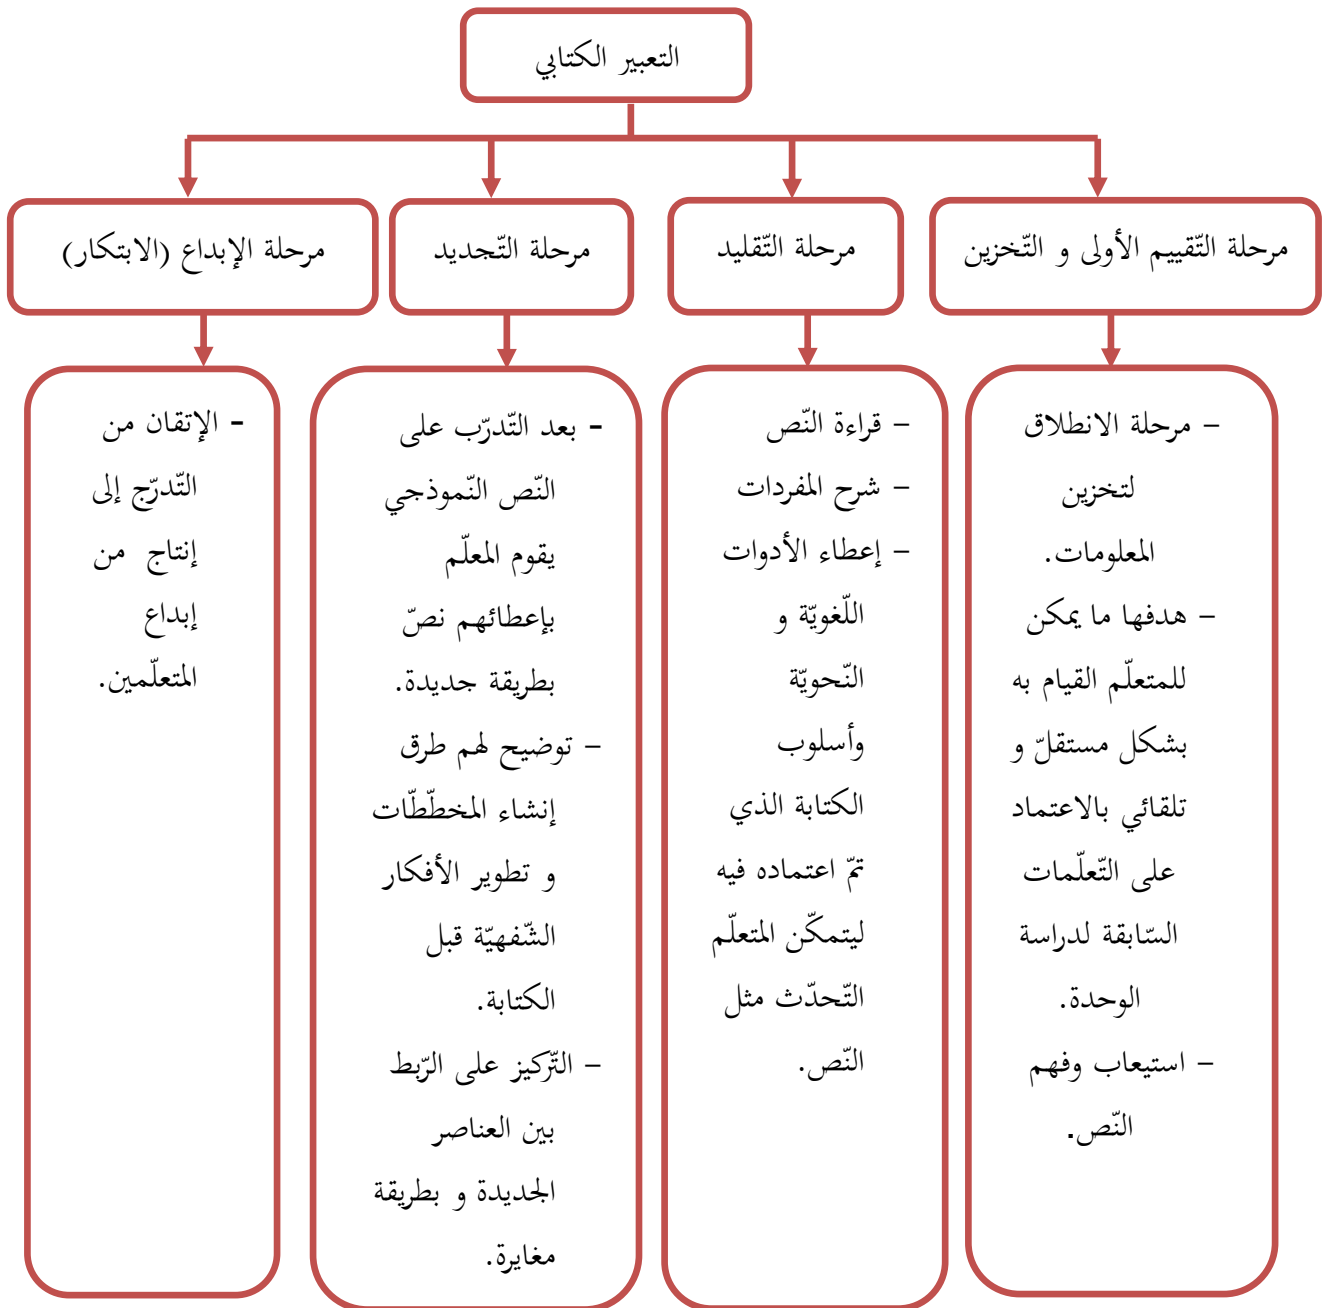 التعبير الكتابي
مرحلة التّقييم الأولى و التّخزين
مرحلة التّقليد
مرحلة التّجديد
مرحلة الإبداع (الابتكار)
– مرحلة الانطلاق
لتخزين
المعلومات.
– هدفها ما يمكن
للمتعلّم القيام به
بشكل مستقلّ و
تلقائي بالاعتماد
على التّعلّمات
السّابقة لدراسة
الوحدة.
– استيعاب وفهم
النّص.
– قراءة النّص
– شرح المفردات
– إعطاء الأدوات
اللّغويّة و
النّحويّة
وأسلوب
الكتابة الذي
تمّ اعتماده فيه
ليتمكّن المتعلّم
التّحدّث مثل
النّص.
- بعد التّدرّب على
النّص النّموذجي
يقوم المعلّم
بإعطائهم نصّ
بطريقة جديدة.
– توضيح لهم طرق
إنشاء المخطّطّات
و تطوير الأفكار
الشّفهيّة قبل
الكتابة.
– التّركيز على الرّبط
بين العناصر
الجديدة و بطريقة
مغايرة.
- الإتقان من
التّدرّج إلى
إنتاج من
إبداع
المتعلّمين.